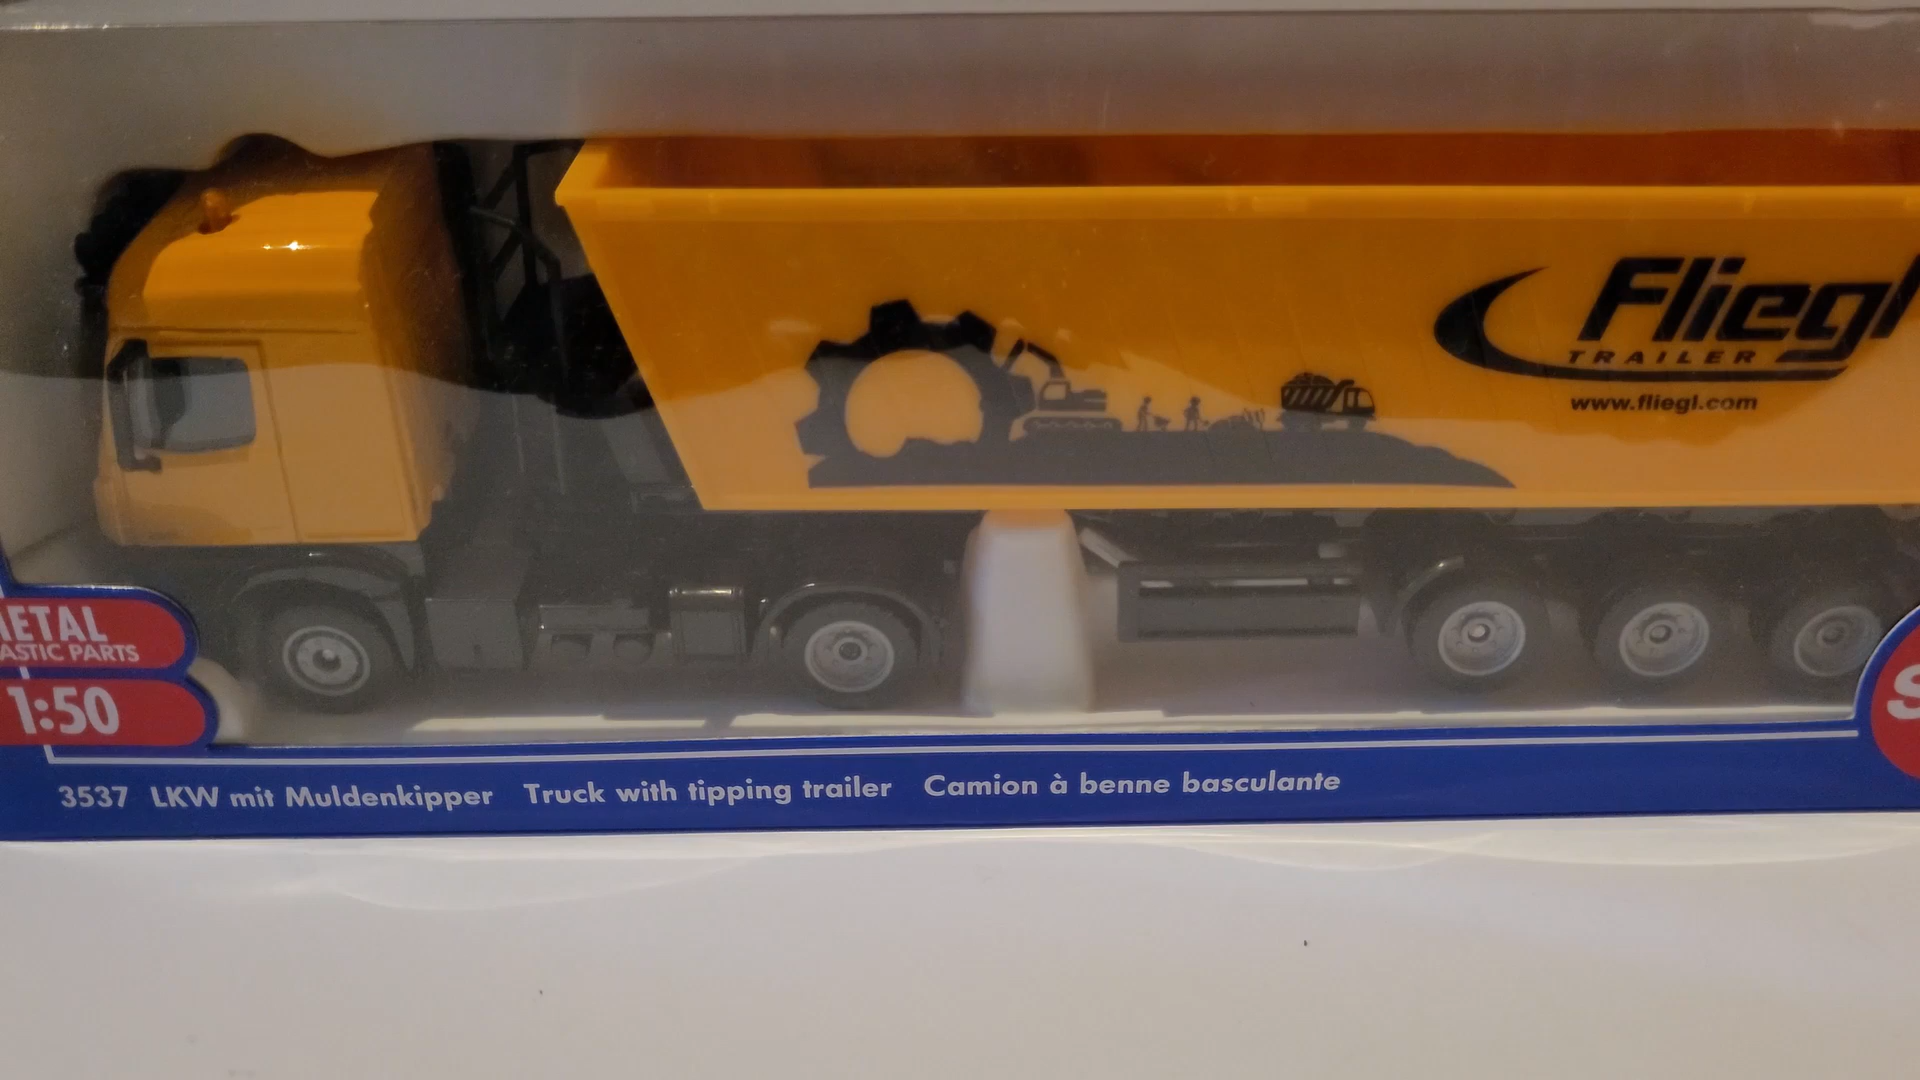 Fliegl
TRAILER
www.fliegl.com
ETAL
ASTIC PARTS
1:50
3537 LKW mit Muldenkipper Truck with tipping trailer Camion à benne basculante
S